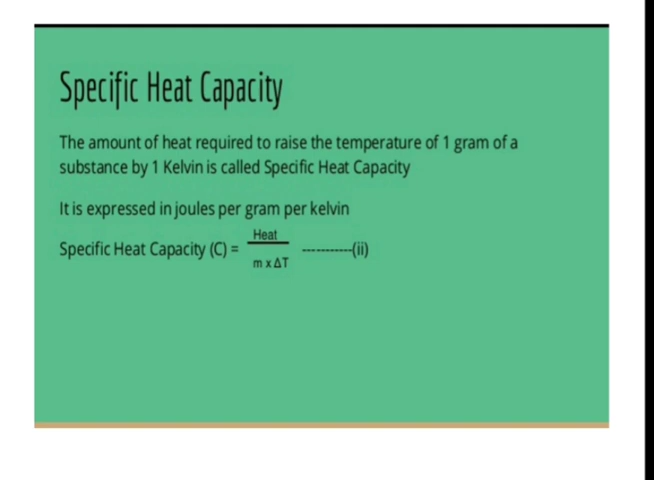 Specific Heat Capacity
The amount of heat required to raise the temperature of 1 gram of a
substance by 1 Kelvin is called Specific Heat Capacity
It is expressed in joules per gram per kelvin
Heat
Specific Heat Capacity (C) = ----------(ii)
m x ΔT